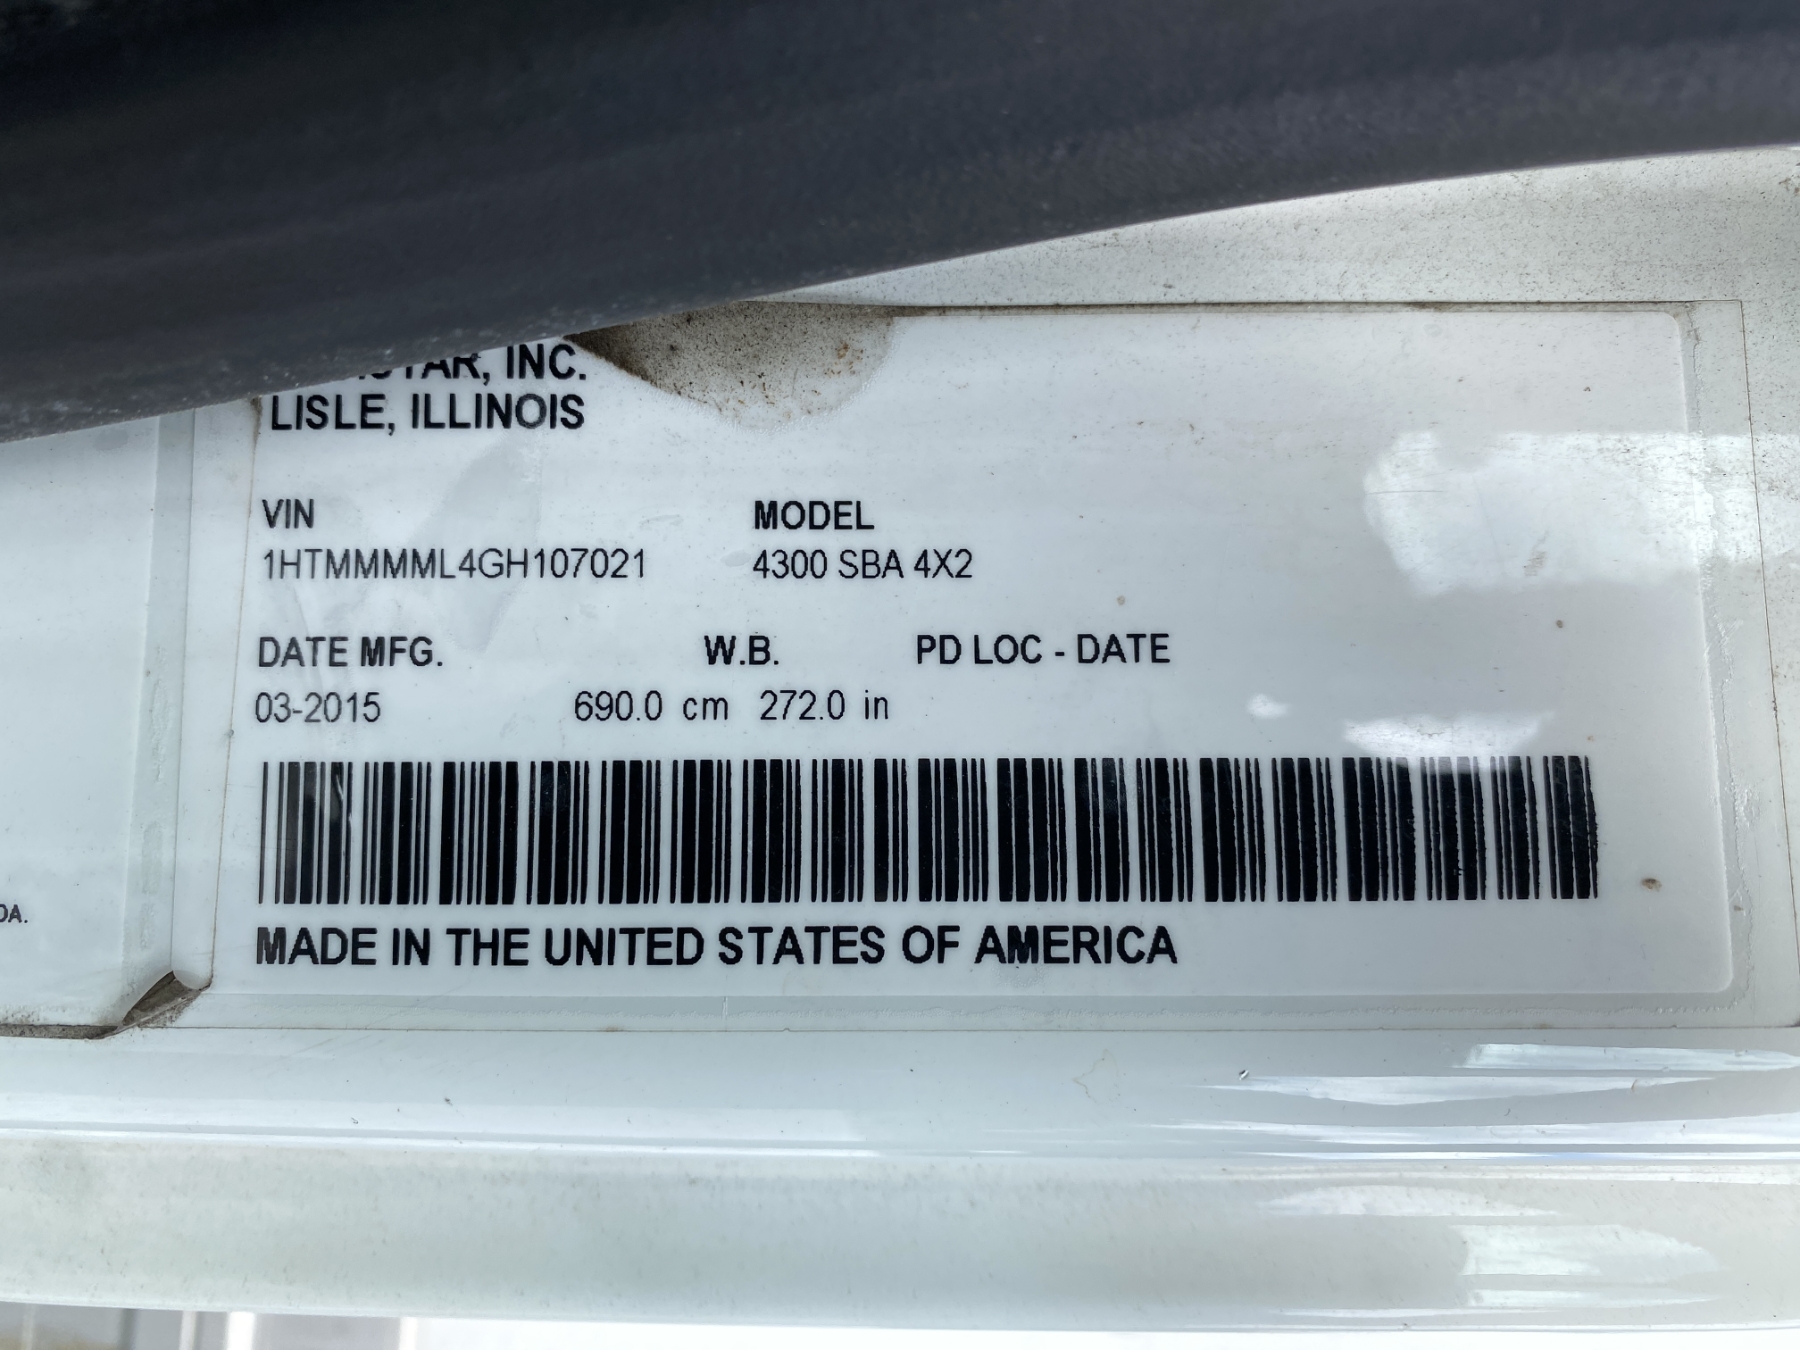 INC.
LISLE, ILLINOIS
VIN MODEL
1HTMMMML4GH107021 4300 SBA 4X2
DATE MFG. W.B. PD LOC - DATE
03-2015 690.0 cm 272.0 in
MADE IN THE UNITED STATES OF AMERICA